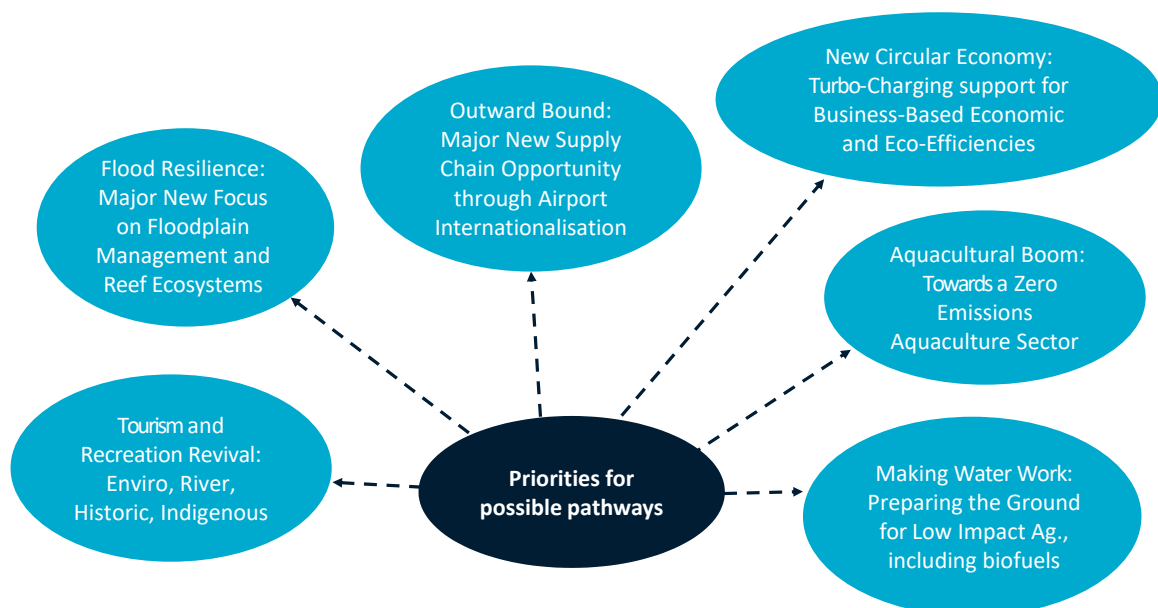 New Circular Economy:
Turbo-Charging support for
Business-Based Economic
and Eco-Efficiencies
Outward Bound:
Major New Supply
Chain Opportunity
through Airport
Internationalisation
Flood Resilience:
Major New Focus
on Floodplain
Management and
Reef Ecosystems
Aquacultural Boom:
Towards a Zero
Emissions
Aquaculture Sector
Tourism and
Recreation Revival:
Enviro, River,
Historic, Indigenous
Priorities for
possible pathways
Making Water Work:
Preparing the Ground
for Low Impact Ag.,
including biofuels